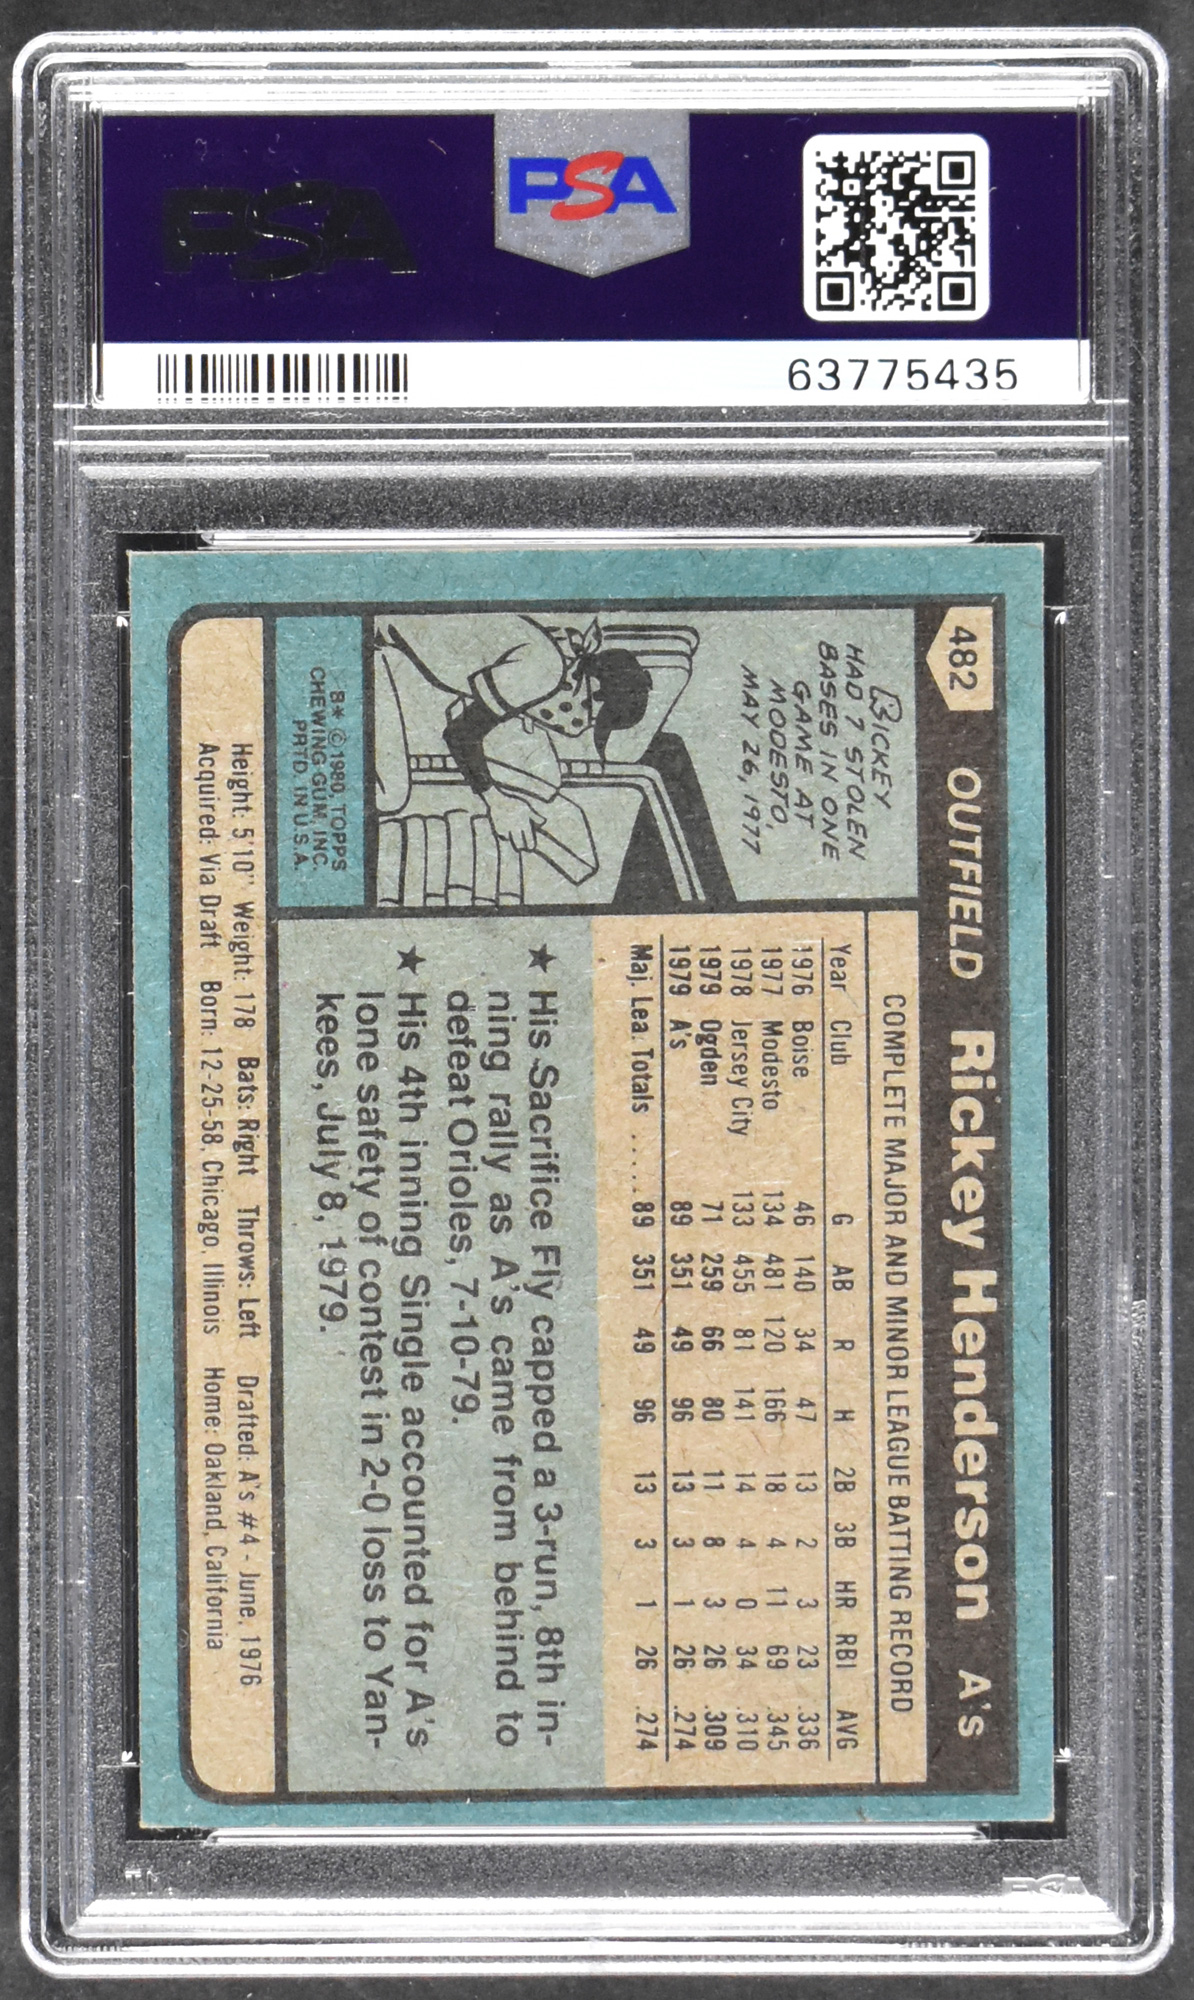 PSA
PSA
63775435
482 OUTFIELD Rickey Henderson A's
RICKEY
HAD 7 STOLEN
BASES IN ONE
GAME AT
MODESTO,
MAY 26, 1977
COMPLETE MAJOR AND MINOR LEAGUE BATTING RECORD
Year Club G AB R H 2B 3B HR RBI AVG
1976 Boise 46 140 34 47 13 2 3 23 .336
1977 Modesto 134 481 120 166 18 4 11 69 .345
1978 Jersey City 133 455 81 141 14 4 0 34 .310
1979 Ogden 71 259 66 80 11 8 3 26 .309
1979 A's 89 351 49 96 13 3 1 26 .274
Maj. Lea. Totals ..... 89 351 49 96 13 3 1 26 .274
★ His Sacrifice Fly capped a 3-run, 8th in-
ning rally as A's came from behind to
defeat Orioles, 7-10-79.
★ His 4th inning Single accounted for A's
lone safety of contest in 2-0 loss to Yan-
kees, July 8, 1979.
B* © 1980, TOPPS
CHEWING GUM, INC.
PRTD. IN U.S.A.
Height: 5'10" Weight: 178 Bats: Right Throws: Left Drafted: A's #4 - June, 1976
Acquired: Via Draft Born: 12-25-58, Chicago, Illinois Home: Oakland, California
PSA